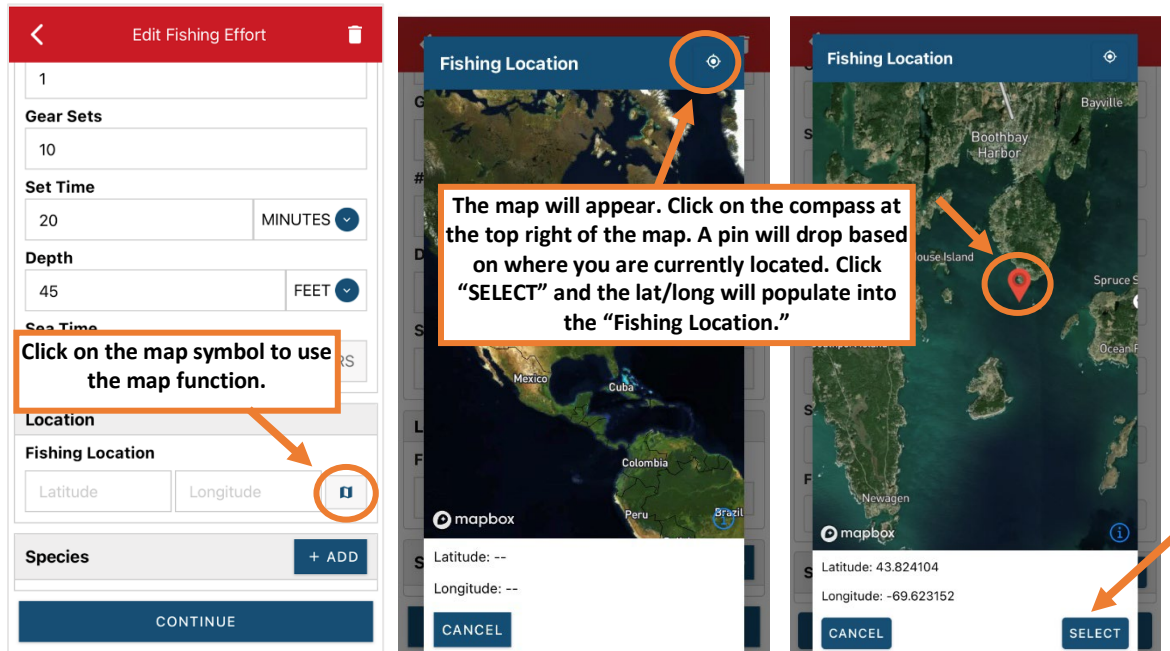 Edit Fishing Effort
1
Gear Sets
10
Set Time
20
MINUTES
Depth
45
FEET
Sea Time
RS
Click on the map symbol to use
the map function.
Location
Fishing Location
Latitude
Longitude
Species
+ ADD
CONTINUE
Fishing Location
G
#
D
S
L
F
S
The map will appear. Click on the compass at
the top right of the map. A pin will drop based
on where you are currently located. Click
“SELECT” and the lat/long will populate into
the “Fishing Location.”
Mexico
Cuba
Colombia
Peru
Brazil
mapbox
Latitude: --
Longitude: --
CANCEL
Fishing Location
S
S
F
S
Bayville
Boothbay
Harbor
ouse Island
Spruce S
Ocean P
Newagen
mapbox
Latitude: 43.824104
Longitude: -69.623152
CANCEL
SELECT